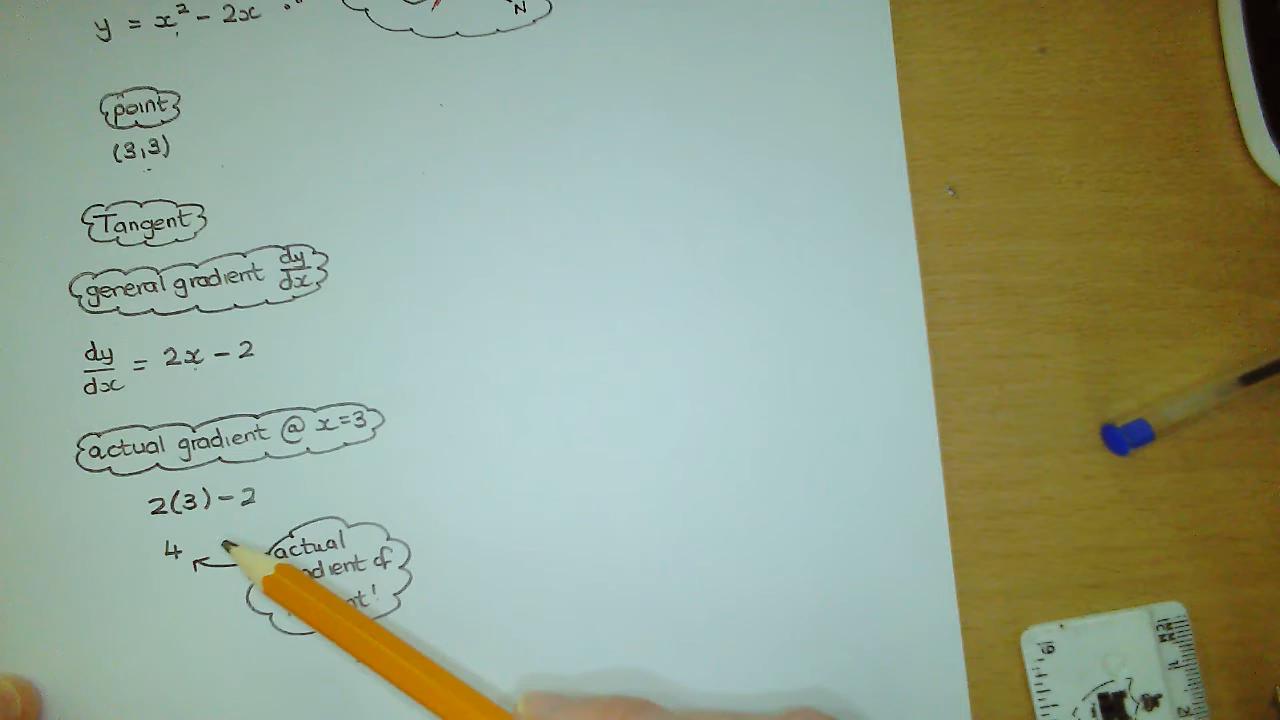 y = x² - 2x
N
point
(3,3)
Tangent
general gradient dy/dx
dy/dx = 2x - 2
actual gradient @ x=3
2(3) - 2
4
actual
of